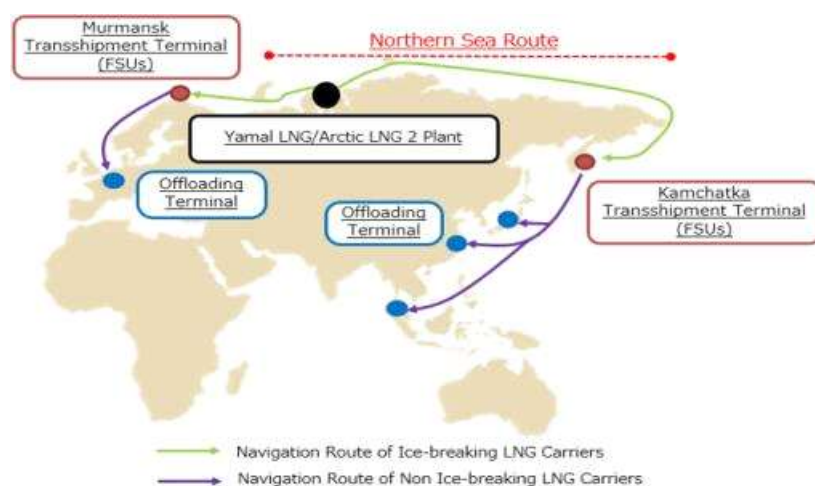 Murmansk
Transshipment Terminal
(FSUs)
Northern Sea Route
Yamal LNG/Arctic LNG 2 Plant
Offloading
Terminal
Offloading
Terminal
Kamchatka
Transshipment Terminal
(FSUs)
Navigation Route of Ice-breaking LNG Carriers
Navigation Route of Non Ice-breaking LNG Carriers